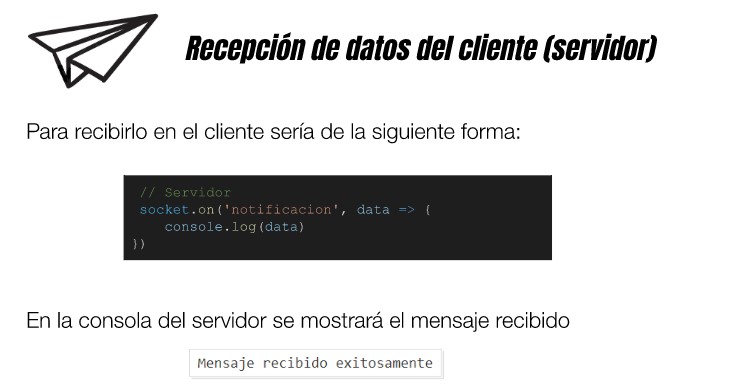 Recepción de datos del cliente (servidor)
Para recibirlo en el cliente sería de la siguiente forma:
// Servidor
socket.on('notificacion', data => {
console.log(data)
})
En la consola del servidor se mostrará el mensaje recibido
Mensaje recibido exitosamente